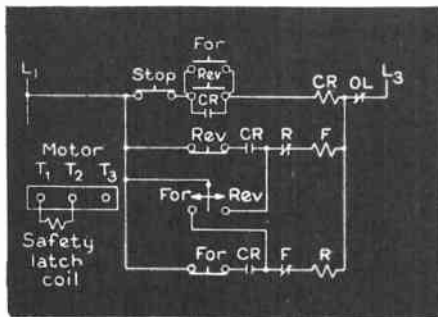 For
L1 Stop Rev CR OL L3
CR
Rev CR R F
Motor
T1 T2 T3
For Rev
Safety
latch
coil
For CR F R